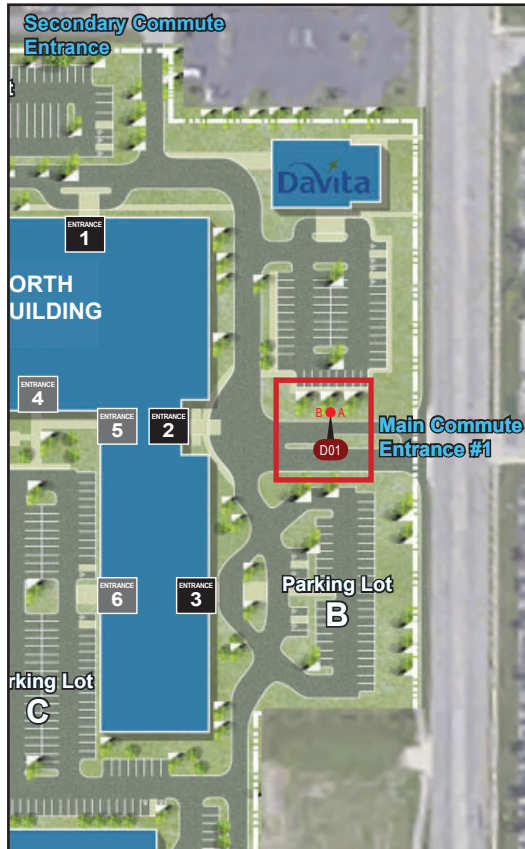 Secondary Commute
Entrance
t
DaVita
ENTRANCE
1
ORTH
UILDING
ENTRANCE
4
ENTRANCE
5
ENTRANCE
2
B A
D01
Main Commute
Entrance #1
ENTRANCE
6
ENTRANCE
3
Parking Lot
B
rking Lot
C